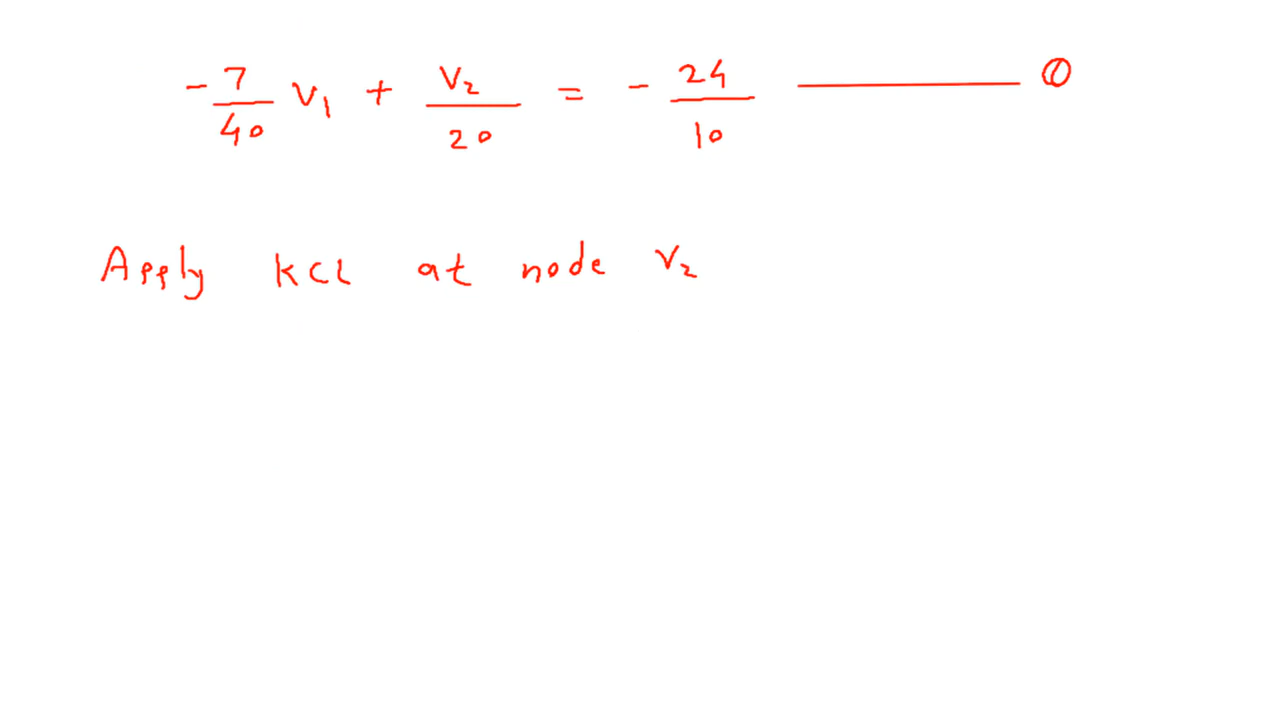 -7/40 V1 + V2/20 = -24/10 ——— ①
Apply KCL at node V2